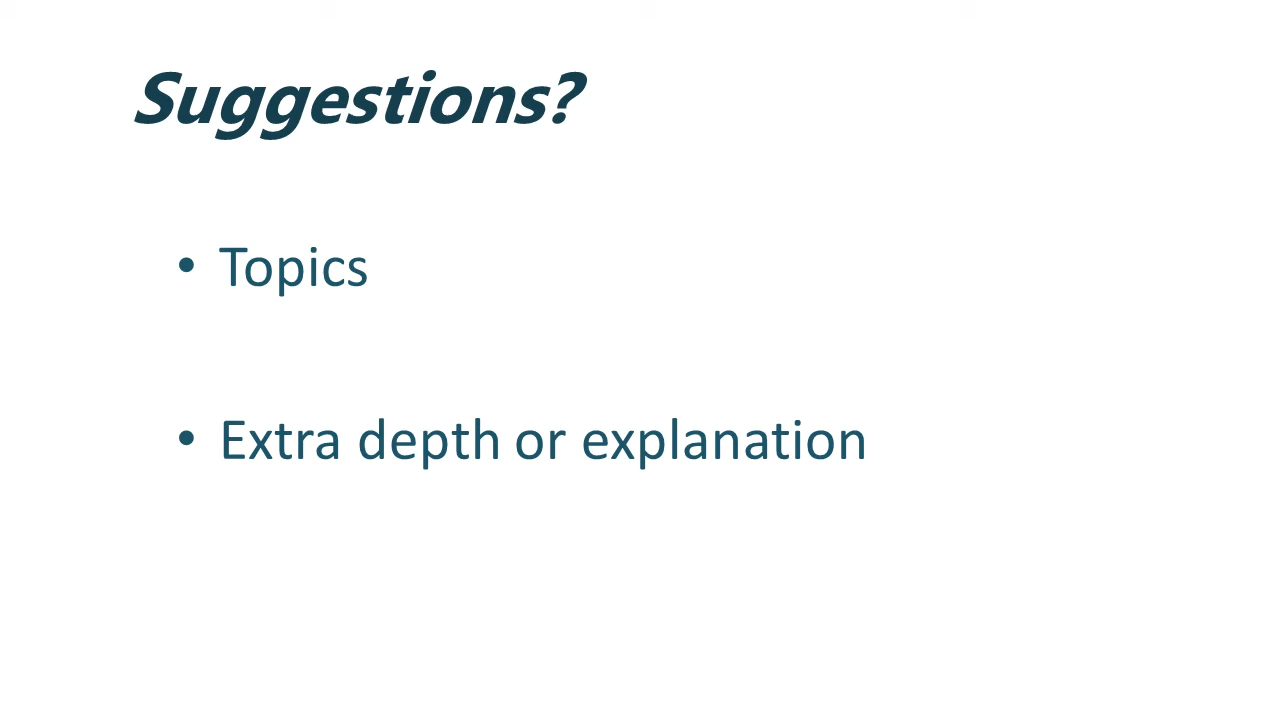 Suggestions?
• Topics
• Extra depth or explanation